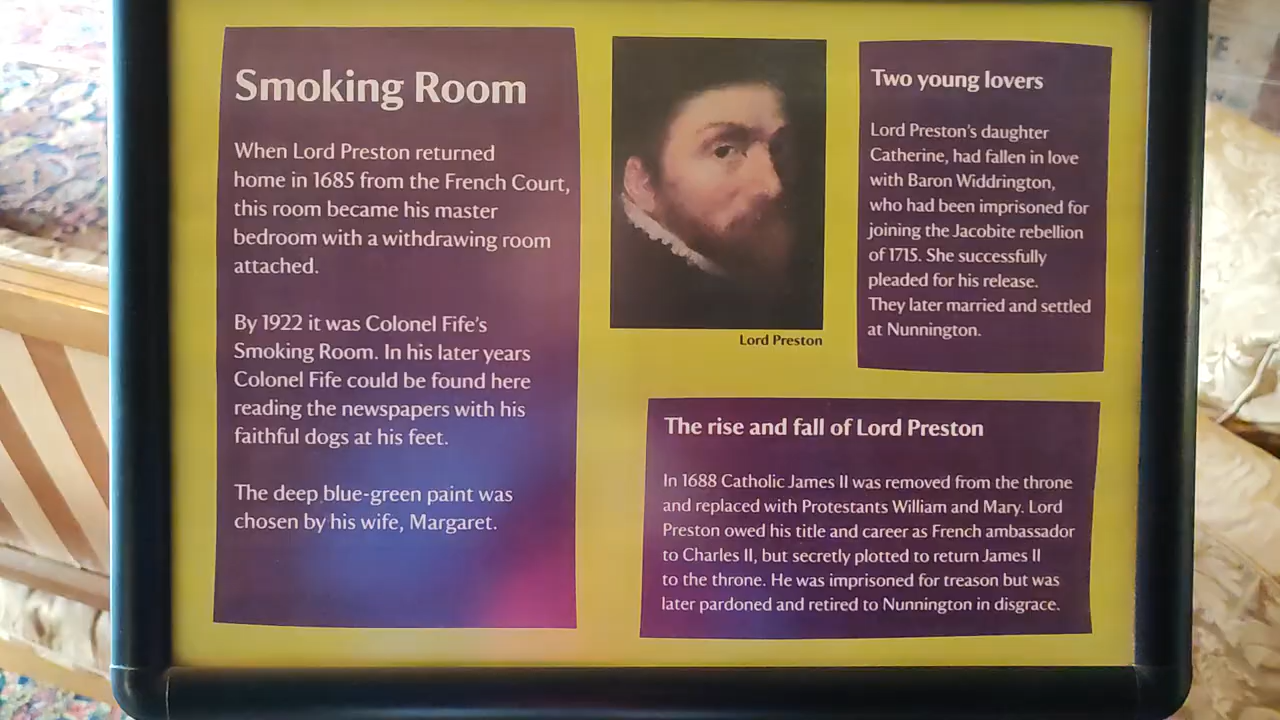 Smoking Room
When Lord Preston returned
home in 1685 from the French Court,
this room became his master
bedroom with a withdrawing room
attached.
By 1922 it was Colonel Fife's
Smoking Room. In his later years
Colonel Fife could be found here
reading the newspapers with his
faithful dogs at his feet.
The deep blue-green paint was
chosen by his wife, Margaret.
Lord Preston
Two young lovers
Lord Preston's daughter
Catherine, had fallen in love
with Baron Widdrington,
who had been imprisoned for
joining the Jacobite rebellion
of 1715. She successfully
pleaded for his release.
They later married and settled
at Nunnington.
The rise and fall of Lord Preston
In 1688 Catholic James II was removed from the throne
and replaced with Protestants William and Mary. Lord
Preston owed his title and career as French ambassador
to Charles II, but secretly plotted to return James II
to the throne. He was imprisoned for treason but was
later pardoned and retired to Nunnington in disgrace.